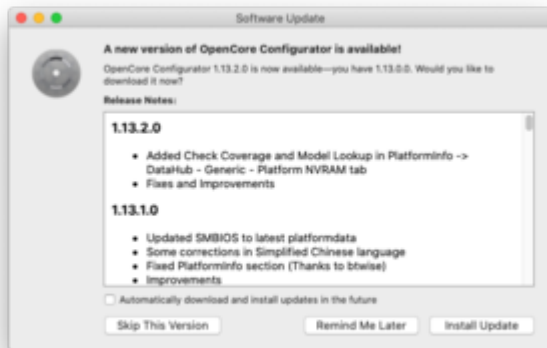 Software Update
A new version of OpenCore Configurator is available!
OpenCore Configurator 1.13.2.0 is now available—you have 1.13.0.0. Would you like to
download it now?
Release Notes:
1.13.2.0
• Added Check Coverage and Model Lookup in PlatformInfo ->
DataHub - Generic - Platform NVRAM tab
• Fixes and Improvements
1.13.1.0
• Updated SMBIOS to latest platformdata
• Some corrections in Simplified Chinese language
• Fixed PlatformInfo section (Thanks to btwise)
• Improvements
Automatically download and install updates in the future
Skip This Version
Remind Me Later
Install Update